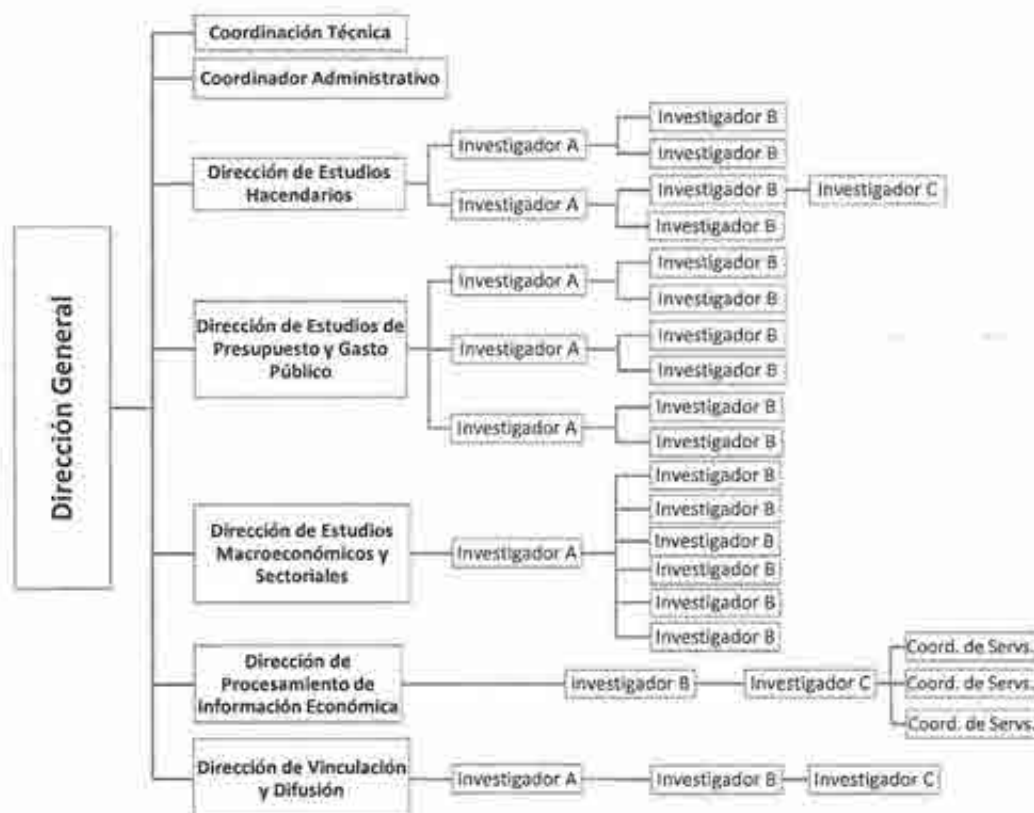 Dirección General
Coordinación Técnica
Coordinador Administrativo
Dirección de Estudios
Hacendarios
Investigador A
Investigador B
Investigador B
Investigador A
Investigador B
Investigador C
Investigador B
Dirección de Estudios de
Presupuesto y Gasto
Público
Investigador A
Investigador B
Investigador B
Investigador A
Investigador B
Investigador B
Investigador A
Investigador B
Investigador B
Dirección de Estudios
Macroeconómicos y
Sectoriales
Investigador A
Investigador B
Investigador B
Investigador B
Investigador B
Investigador B
Investigador B
Dirección de
Procesamiento de
Información Económica
Investigador B
Investigador C
Coord. de Servs.
Coord. de Servs.
Coord. de Servs.
Dirección de Vinculación
y Difusión
Investigador A
Investigador B
Investigador C